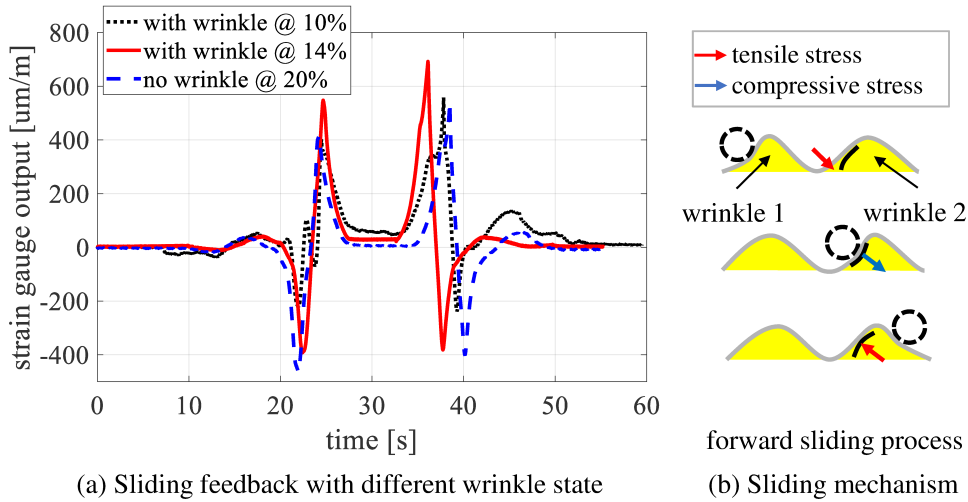 with wrinkle @ 10%
with wrinkle @ 14%
no wrinkle @ 20%
strain gauge output [um/m]
800
600
400
200
0
-200
-400
0 10 20 30 40 50 60
time [s]
(a) Sliding feedback with different wrinkle state
tensile stress
compressive stress
wrinkle 1 wrinkle 2
forward sliding process
(b) Sliding mechanism